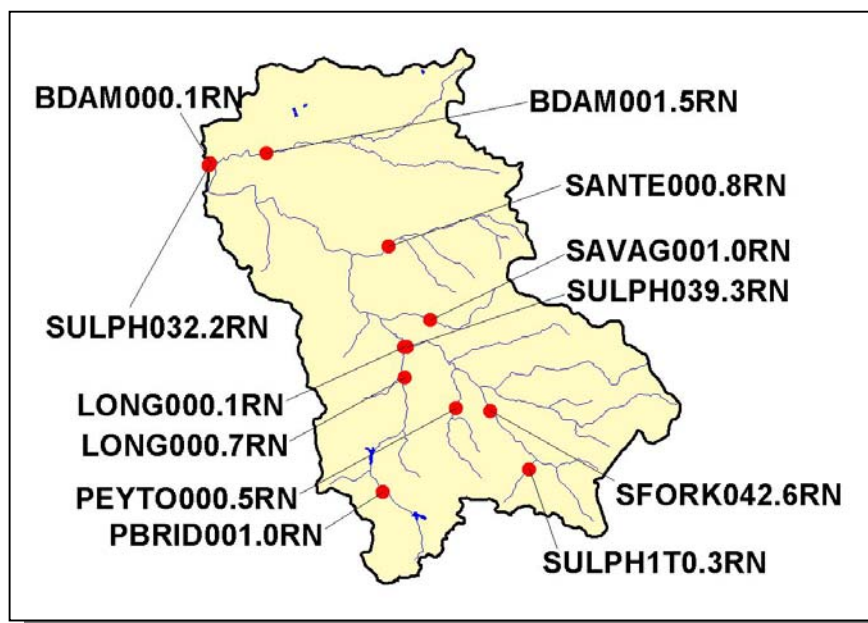 BDAM000.1RN
BDAM001.5RN
SANTE000.8RN
SAVAG001.0RN
SULPH039.3RN
SULPH032.2RN
LONG000.1RN
LONG000.7RN
PEYTO000.5RN
SFORK042.6RN
PBRID001.0RN
SULPH1T0.3RN